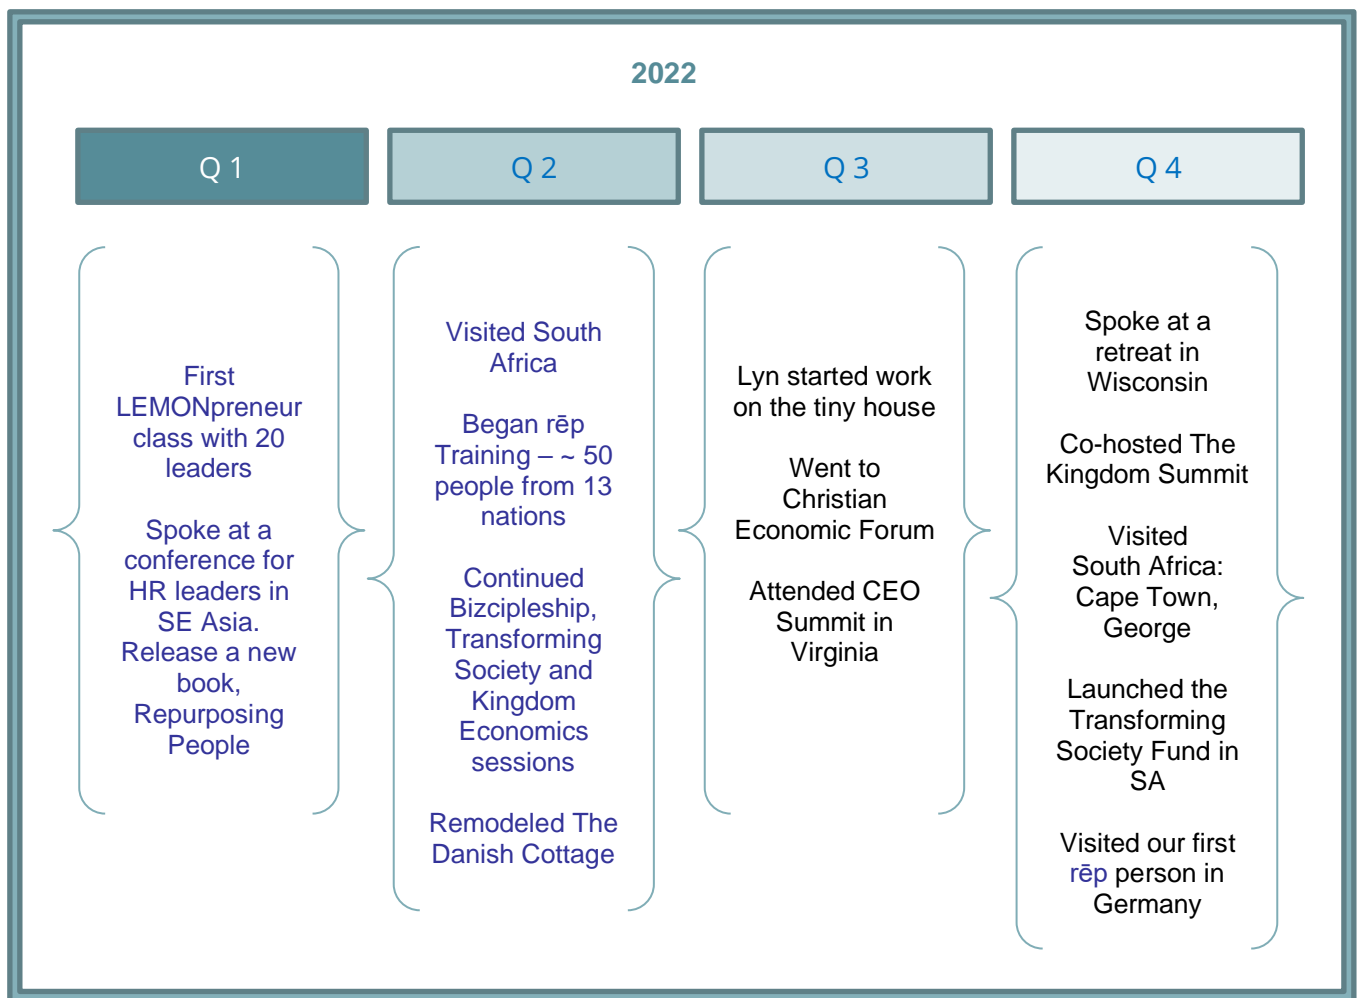 2022
Q 1
Q 2
Q 3
Q 4
First
LEMONpreneur
class with 20
leaders
Spoke at a
conference for
HR leaders in
SE Asia.
Release a new
book,
Repurposing
People
Visited South
Africa
Began rēp
Training – ~ 50
people from 13
nations
Continued
Bizcipleship,
Transforming
Society and
Kingdom
Economics
sessions
Remodeled The
Danish Cottage
Lyn started work
on the tiny house
Went to
Christian
Economic Forum
Attended CEO
Summit in
Virginia
Spoke at a
retreat in
Wisconsin
Co-hosted The
Kingdom Summit
Visited
South Africa:
Cape Town,
George
Launched the
Transforming
Society Fund in
SA
Visited our first
rēp person in
Germany